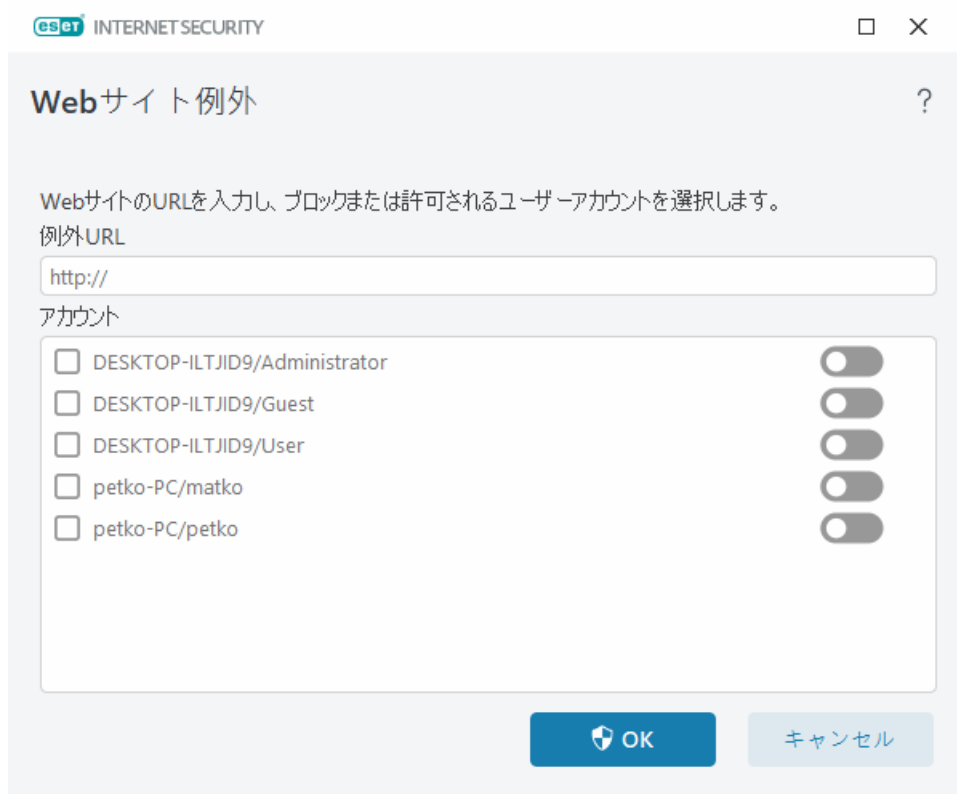 eset INTERNET SECURITY
Webサイト例外
?
WebサイトのURLを入力し、ブロックまたは許可されるユーザーアカウントを選択します。
例外URL
http://
アカウント
DESKTOP-ILTJID9/Administrator
DESKTOP-ILTJID9/Guest
DESKTOP-ILTJID9/User
petko-PC/matko
petko-PC/petko
OK キャンセル